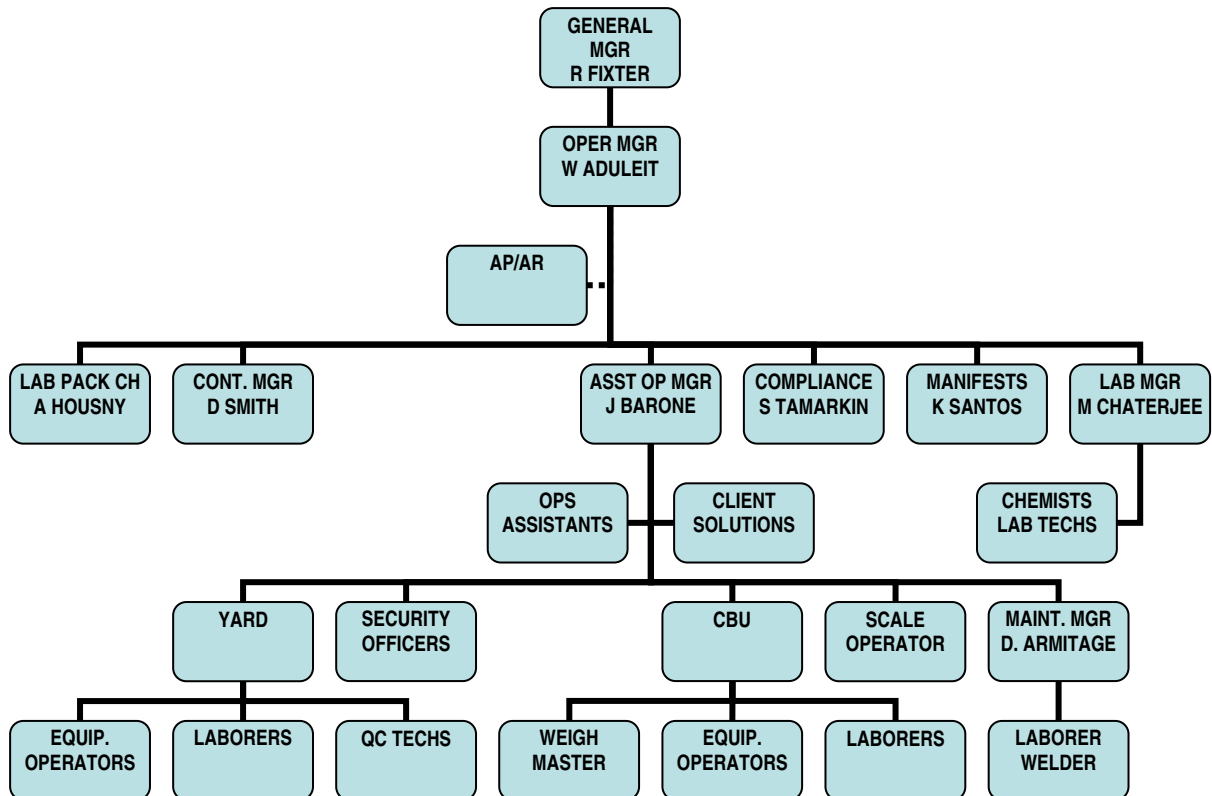 GENERAL
MGR
R FIXTER
OPER MGR
W ADULEIT
AP/AR
LAB PACK CH
A HOUSNY
CONT. MGR
D SMITH
ASST OP MGR
J BARONE
COMPLIANCE
S TAMARKIN
MANIFESTS
K SANTOS
LAB MGR
M CHATERJEE
OPS
ASSISTANTS
CLIENT
SOLUTIONS
CHEMISTS
LAB TECHS
YARD
SECURITY
OFFICERS
CBU
SCALE
OPERATOR
MAINT. MGR
D. ARMITAGE
EQUIP.
OPERATORS
LABORERS
QC TECHS
WEIGH
MASTER
EQUIP.
OPERATORS
LABORERS
LABORER
WELDER